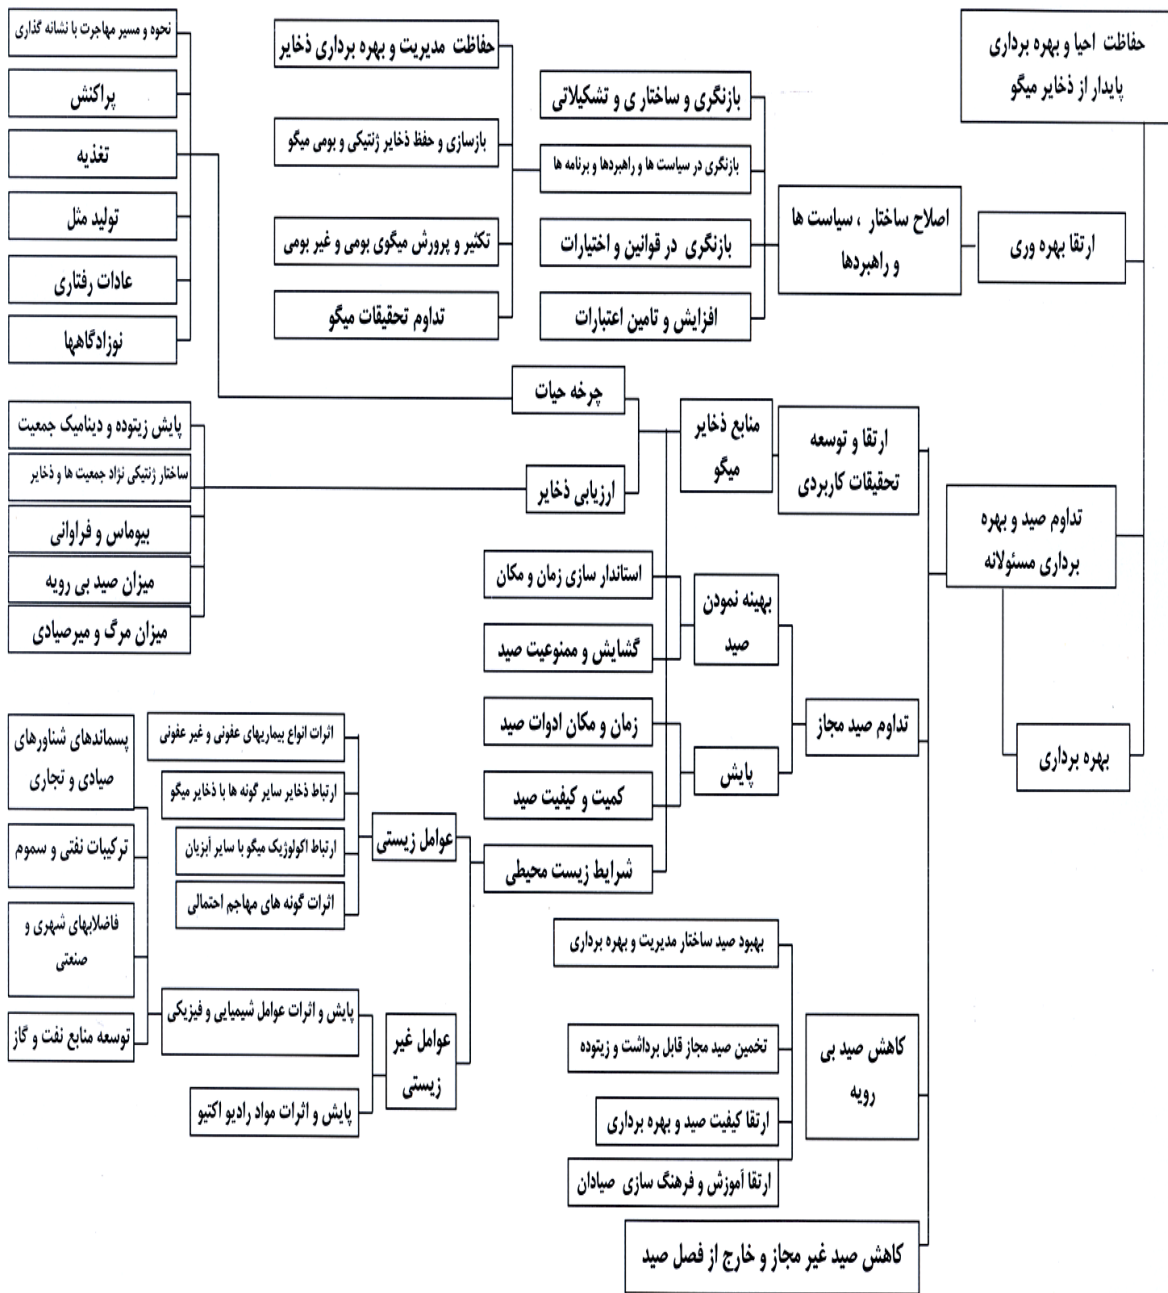 حفاظت احیا و بهره برداری
پایدار از ذخایر میگو
ارتقا بهره وری
اصلاح ساختار ، سیاست ها
و راهبردها
بازنگری و ساختار ی و تشکیلاتی
بازنگری در سیاست ها و راهبردها و برنامه ها
بازنگری در قوانین و اختیارات
افزایش و تامین اعتبارات
حفاظت مدیریت و بهره برداری ذخایر
بازسازی و حفظ ذخایر ژنتیکی و بومی میگو
تکثیر و پرورش میگوی بومی و غیر بومی
تداوم تحقیقات میگو
نحوه و مسیر مهاجرت با نشانه گذاری
پراکنش
تغذیه
تولید مثل
عادات رفتاری
نوزادگاهها
تداوم صید و بهره
برداری مسئولانه
بهره برداری
ارتقا و توسعه
تحقیقات کاربردی
منابع ذخایر
میگو
چرخه حیات
ارزیابی ذخایر
پایش زیتوده و دینامیک جمعیت
ساختار ژنتیکی نژاد جمعیت ها و ذخایر
بیوماس و فراوانی
میزان صید بی رویه
میزان مرگ و میرصیادی
تداوم صید مجاز
بهینه نمودن
صید
استاندار سازی زمان و مکان
گشایش و ممنوعیت صید
پایش
زمان و مکان ادوات صید
کمیت و کیفیت صید
شرایط زیست محیطی
عوامل زیستی
اثرات انواع بیماریهای عفونی و غیر عفونی
ارتباط ذخایر سایر گونه ها با ذخایر میگو
ارتباط اکولوژیک میگو با سایر آبزیان
اثرات گونه های مهاجم احتمالی
عوامل غیر
زیستی
پایش و اثرات عوامل شیمیایی و فیزیکی
پایش و اثرات مواد رادیو اکتیو
پسماندهای شناورهای
صیادی و تجاری
ترکیبات نفتی و سموم
فاضلابهای شهری و
صنعتی
توسعه منابع نفت و گاز
کاهش صید بی
رویه
بهبود صید ساختار مدیریت و بهره برداری
تخمین صید مجاز قابل برداشت و زیتوده
ارتقا کیفیت صید و بهره برداری
ارتقا آموزش و فرهنگ سازی صیادان
کاهش صید غیر مجاز و خارج از فصل صید